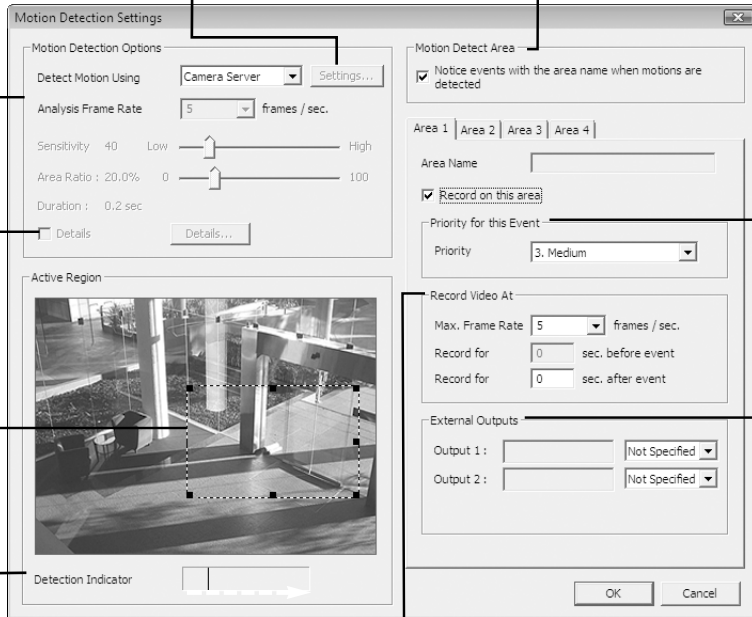 Motion Detection Settings
Motion Detection Options
Detect Motion Using
Camera Server
Settings...
Analysis Frame Rate
5
frames / sec.
Sensitivity 40 Low High
Area Ratio : 20.0% 0 100
Duration : 0.2 sec
Details
Details...
Active Region
Detection Indicator
Motion Detect Area
Notice events with the area name when motions are
detected
Area 1 Area 2 Area 3 Area 4
Area Name
Record on this area
Priority for this Event
Priority 3. Medium
Record Video At
Max. Frame Rate 5 frames / sec.
Record for 0 sec. before event
Record for 0 sec. after event
External Outputs
Output 1 : Not Specified
Output 2 : Not Specified
OK Cancel